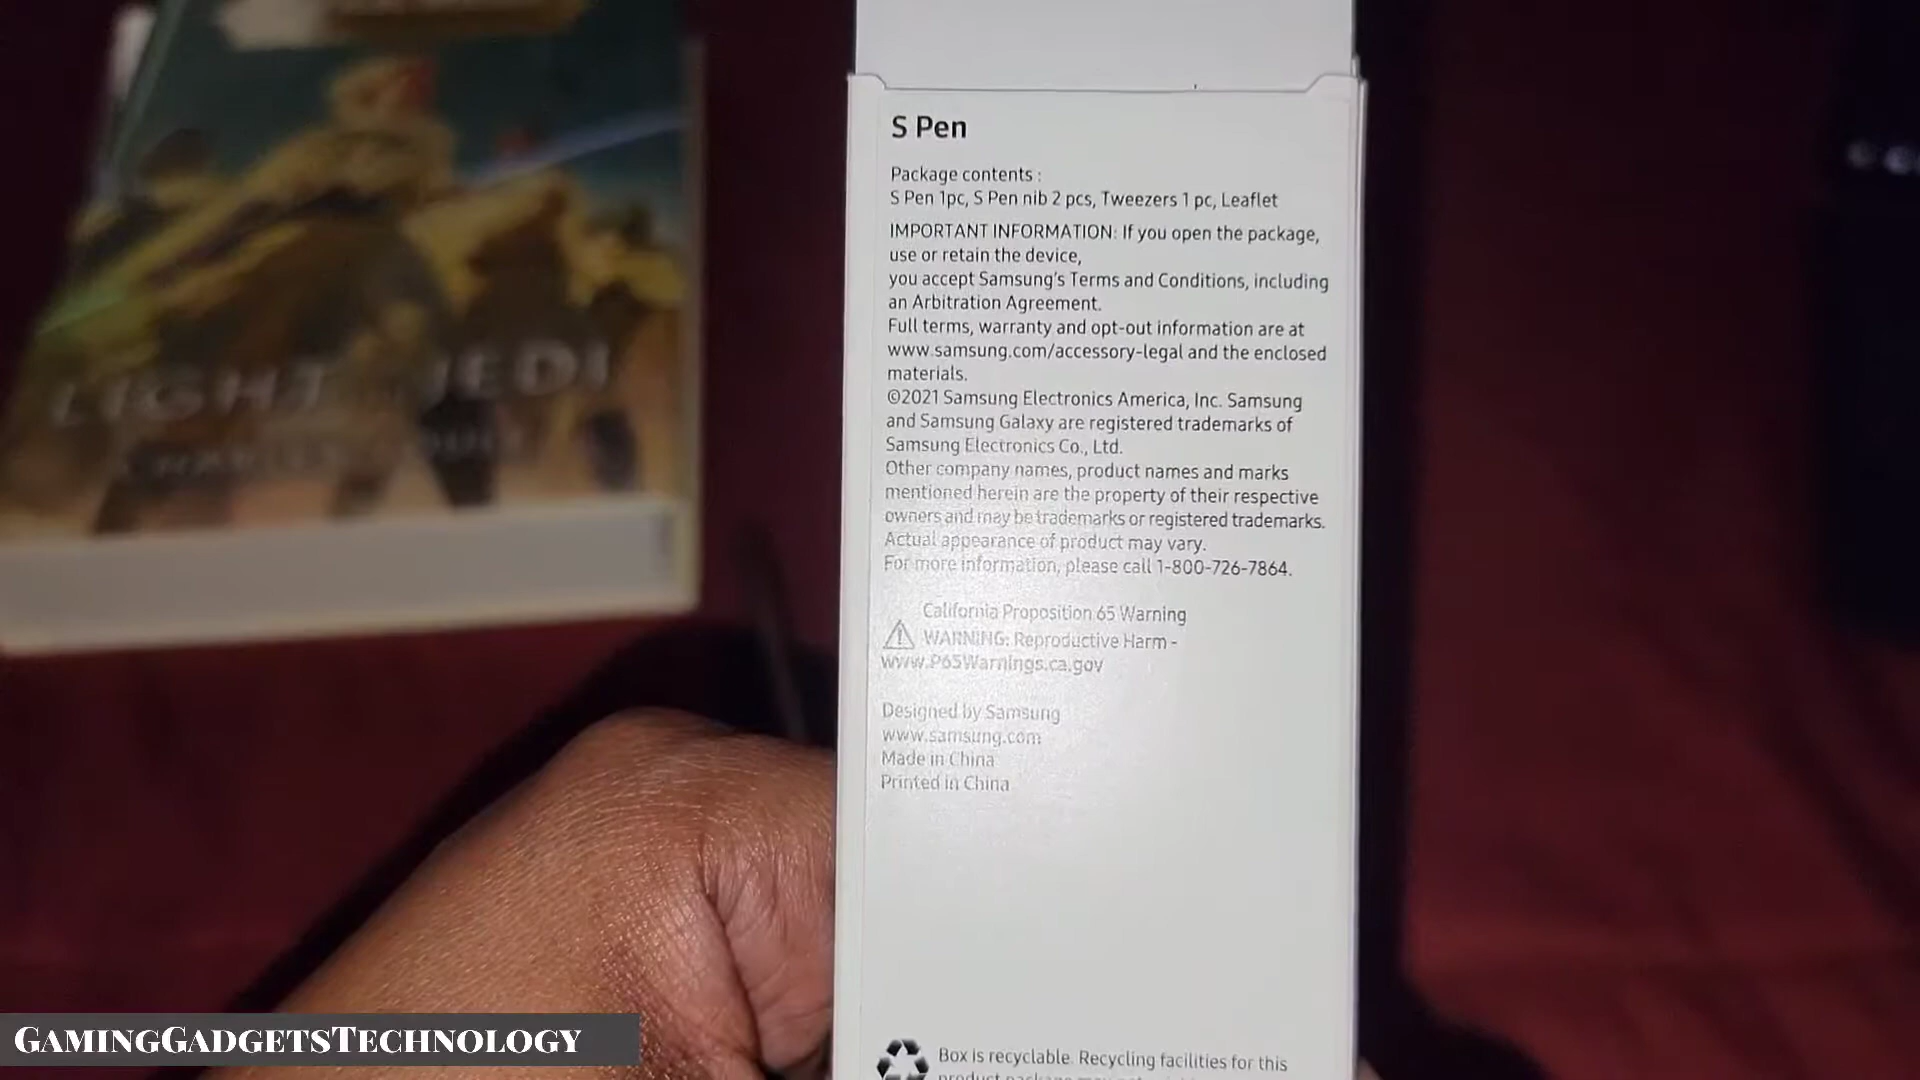 S Pen
Package contents :
S Pen 1pc, S Pen nib 2 pcs, Tweezers 1 pc, Leaflet
IMPORTANT INFORMATION: If you open the package,
use or retain the device,
you accept Samsung's Terms and Conditions, including
an Arbitration Agreement.
Full terms, warranty and opt-out information are at
www.samsung.com/accessory-legal and the enclosed
materials.
©2021 Samsung Electronics America, Inc. Samsung
and Samsung Galaxy are registered trademarks of
Samsung Electronics Co., Ltd.
Other company names, product names and marks
mentioned herein are the property of their respective
owners and may be trademarks or registered trademarks.
Actual appearance of product may vary.
For more information, please call 1-800-726-7864.
California Proposition 65 Warning
WARNING: Reproductive Harm -
www.P65Warnings.ca.gov
Designed by Samsung
www.samsung.com
Made in China
Printed in China
Box is recyclable. Recycling facilities for this
LIGHT JEDI
GamingGadgetsTechnology